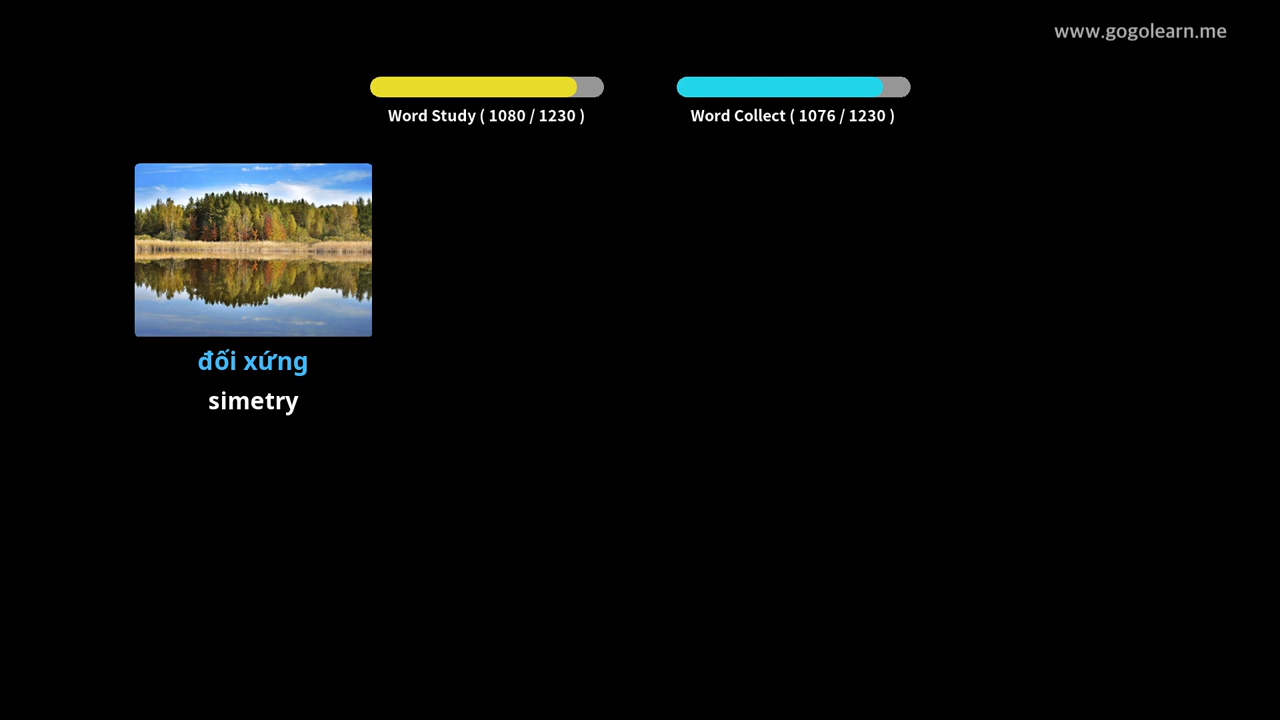 www.gogolearn.me
Word Study ( 1080 / 1230 )
Word Collect ( 1076 / 1230 )
đối xứng
simetry